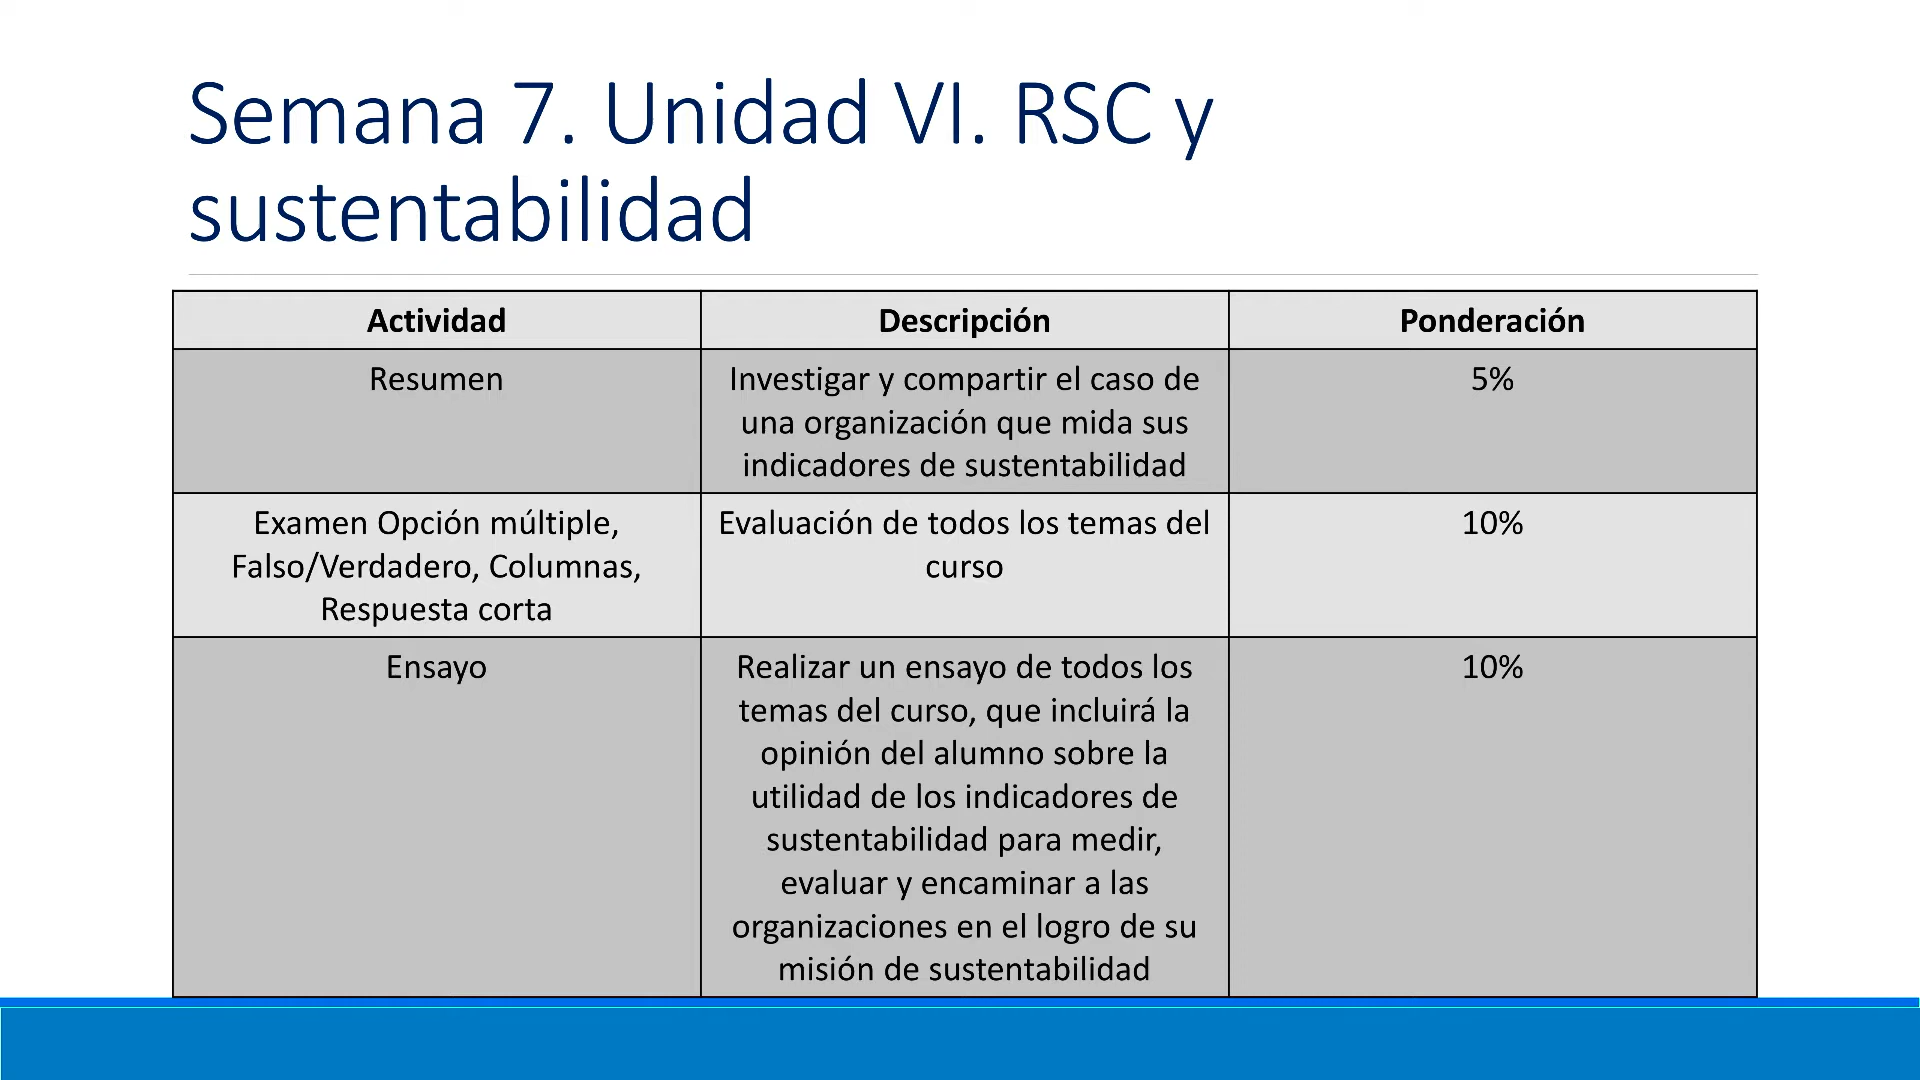 Semana 7. Unidad VI. RSC y
sustentabilidad
Actividad
Descripción
Ponderación
Resumen
Investigar y compartir el caso de
una organización que mida sus
indicadores de sustentabilidad
5%
Examen Opción múltiple,
Falso/Verdadero, Columnas,
Respuesta corta
Evaluación de todos los temas del
curso
10%
Ensayo
Realizar un ensayo de todos los
temas del curso, que incluirá la
opinión del alumno sobre la
utilidad de los indicadores de
sustentabilidad para medir,
evaluar y encaminar a las
organizaciones en el logro de su
misión de sustentabilidad
10%